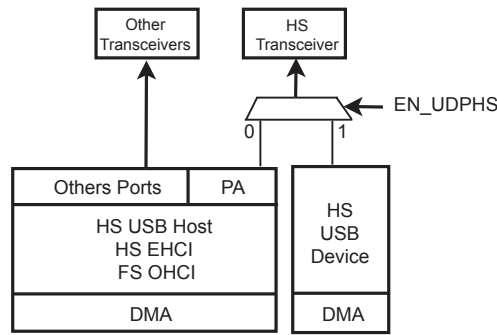 Other
Transceivers
HS
Transceiver
EN_UDPHS
0
1
Others Ports
PA
HS USB Host
HS EHCI
FS OHCI
DMA
HS
USB
Device
DMA